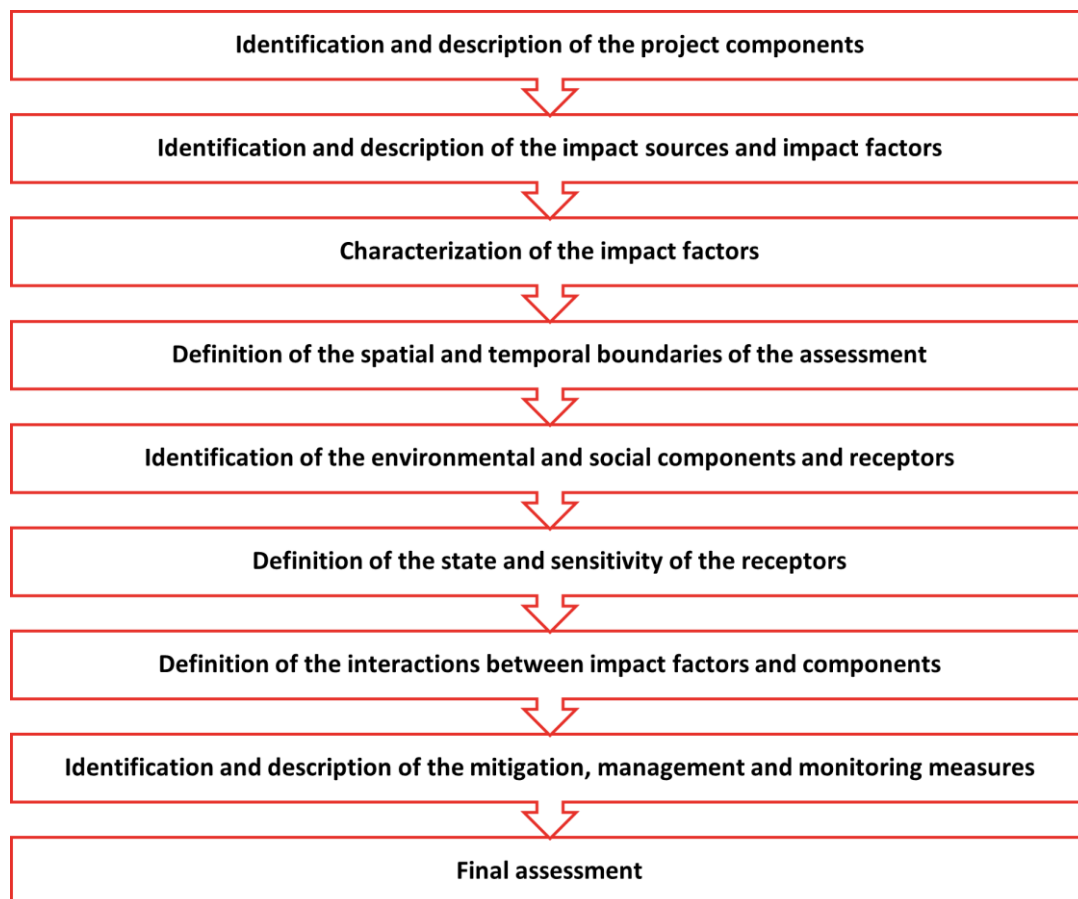 Identification and description of the project components
Identification and description of the impact sources and impact factors
Characterization of the impact factors
Definition of the spatial and temporal boundaries of the assessment
Identification of the environmental and social components and receptors
Definition of the state and sensitivity of the receptors
Definition of the interactions between impact factors and components
Identification and description of the mitigation, management and monitoring measures
Final assessment